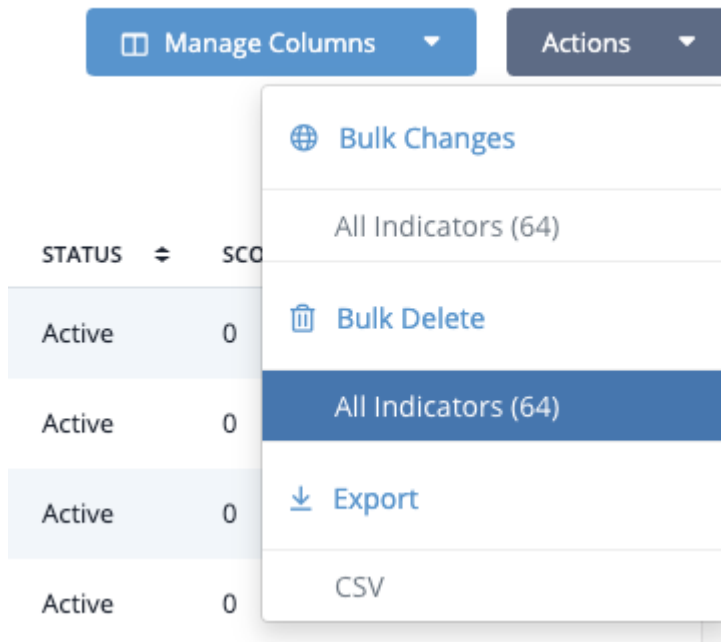 Manage Columns
Actions
Bulk Changes
All Indicators (64)
STATUS
Active 0
Bulk Delete
Active 0
All Indicators (64)
Active 0
Export
Active 0
CSV